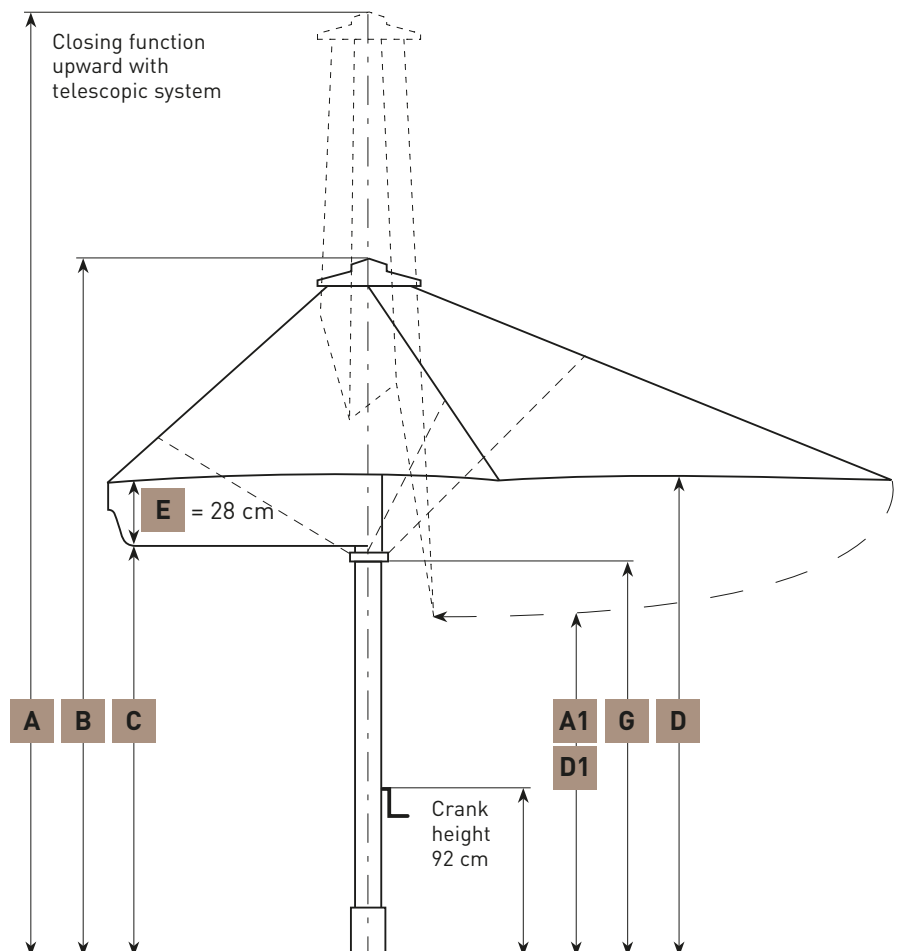 Closing function
upward with
telescopic system
E = 28 cm
A B C
A1 G D
D1
Crank
height
92 cm